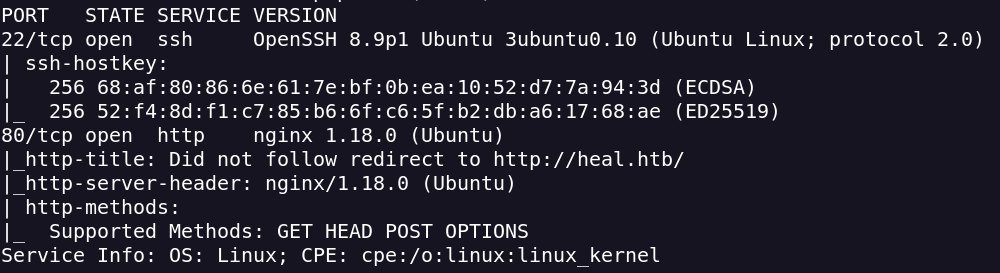 PORT   STATE SERVICE VERSION
22/tcp open  ssh     OpenSSH 8.9p1 Ubuntu 3ubuntu0.10 (Ubuntu Linux; protocol 2.0)
| ssh-hostkey:
|   256 68:af:80:86:6e:61:7e:bf:0b:ea:10:52:d7:7a:94:3d (ECDSA)
|_  256 52:f4:8d:f1:c7:85:b6:6f:c6:5f:b2:db:a6:17:68:ae (ED25519)
80/tcp open  http    nginx 1.18.0 (Ubuntu)
|_http-title: Did not follow redirect to http://heal.htb/
|_http-server-header: nginx/1.18.0 (Ubuntu)
| http-methods:
|_  Supported Methods: GET HEAD POST OPTIONS
Service Info: OS: Linux; CPE: cpe:/o:linux:linux_kernel